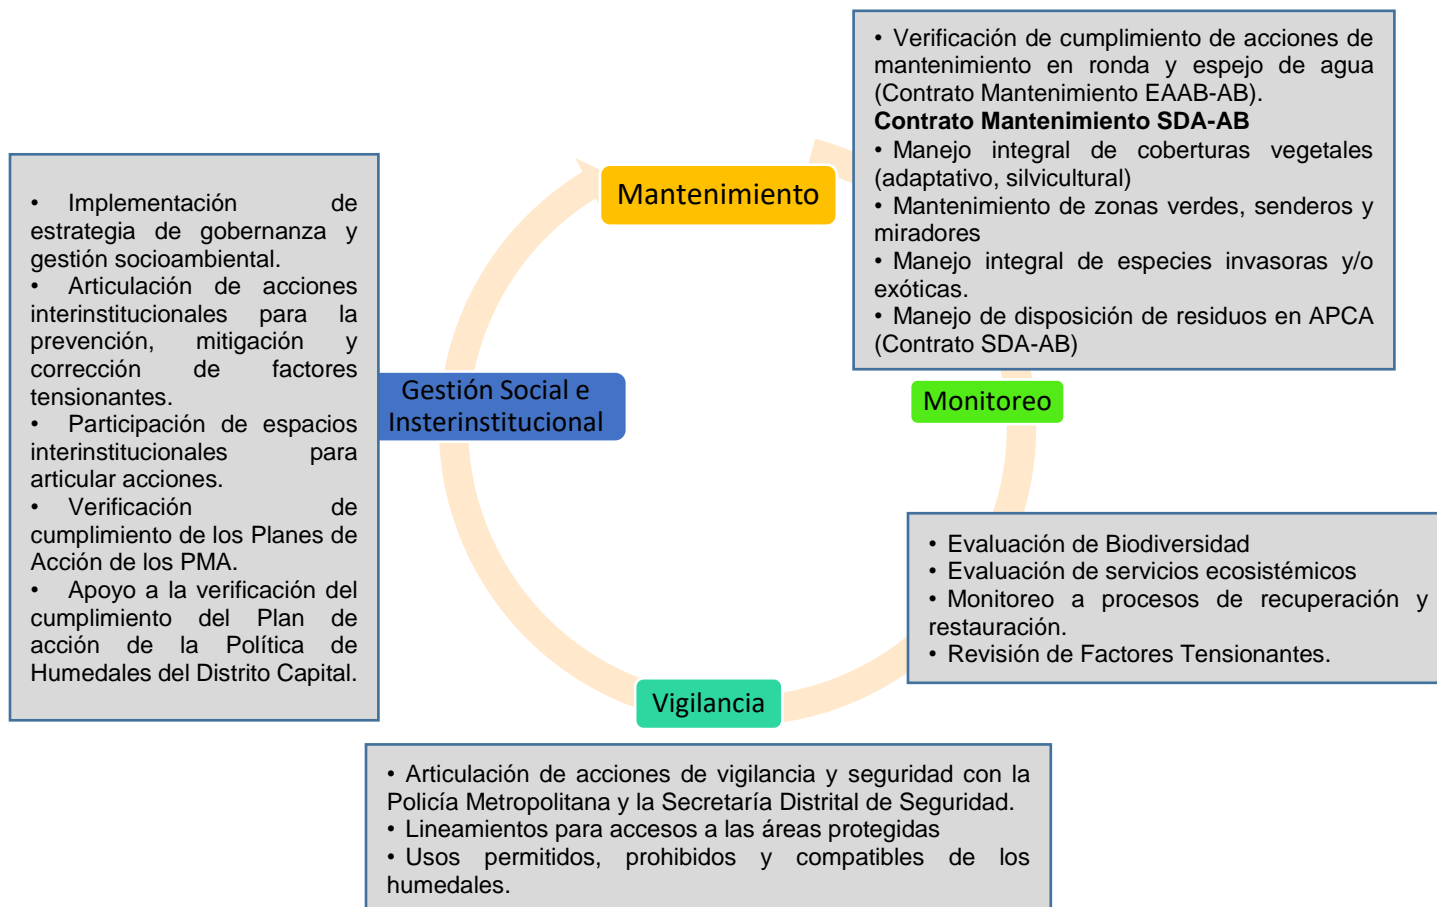 Mantenimiento
• Verificación de cumplimiento de acciones de
mantenimiento en ronda y espejo de agua
(Contrato Mantenimiento EAAB-AB).
Contrato Mantenimiento SDA-AB
• Manejo integral de coberturas vegetales
(adaptativo, silvicultural)
• Mantenimiento de zonas verdes, senderos y
miradores
• Manejo integral de especies invasoras y/o
exóticas.
• Manejo de disposición de residuos en APCA
(Contrato SDA-AB)
Monitoreo
• Evaluación de Biodiversidad
• Evaluación de servicios ecosistémicos
• Monitoreo a procesos de recuperación y
restauración.
• Revisión de Factores Tensionantes.
Vigilancia
• Articulación de acciones de vigilancia y seguridad con la
Policía Metropolitana y la Secretaría Distrital de Seguridad.
• Lineamientos para accesos a las áreas protegidas
• Usos permitidos, prohibidos y compatibles de los
humedales.
Gestión Social e
Insterinstitucional
• Implementación de
estrategia de gobernanza y
gestión socioambiental.
• Articulación de acciones
interinstitucionales para la
prevención, mitigación y
corrección de factores
tensionantes.
• Participación de espacios
interinstitucionales para
articular acciones.
• Verificación de
cumplimiento de los Planes de
Acción de los PMA.
• Apoyo a la verificación del
cumplimiento del Plan de
acción de la Política de
Humedales del Distrito Capital.